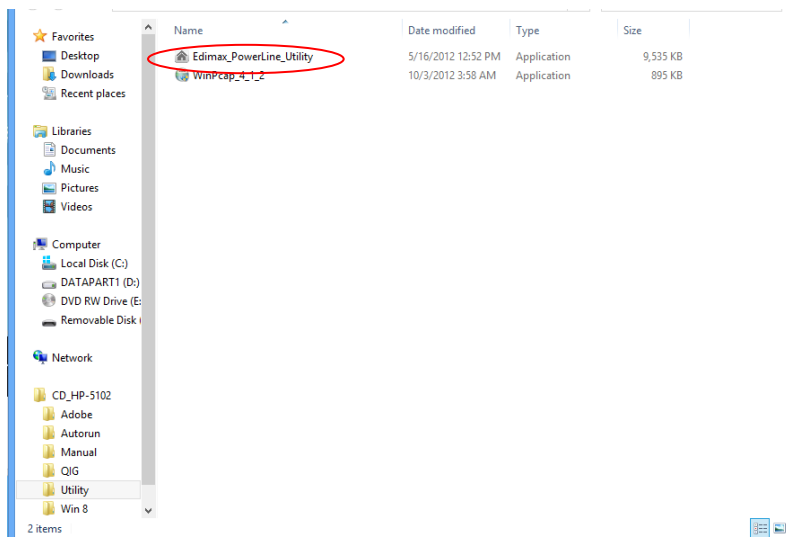 Name Date modified Type Size
Edimax_PowerLine_Utility 5/16/2012 12:52 PM Application 9,535 KB
WinPcap_4_1_2 10/3/2012 3:58 AM Application 895 KB
Favorites
Desktop
Downloads
Recent places
Libraries
Documents
Music
Pictures
Videos
Computer
Local Disk (C:)
DATAPART1 (D:)
DVD RW Drive (E:
Removable Disk
Network
CD_HP-5102
Adobe
Autorun
Manual
QIG
Utility
Win 8
2 items